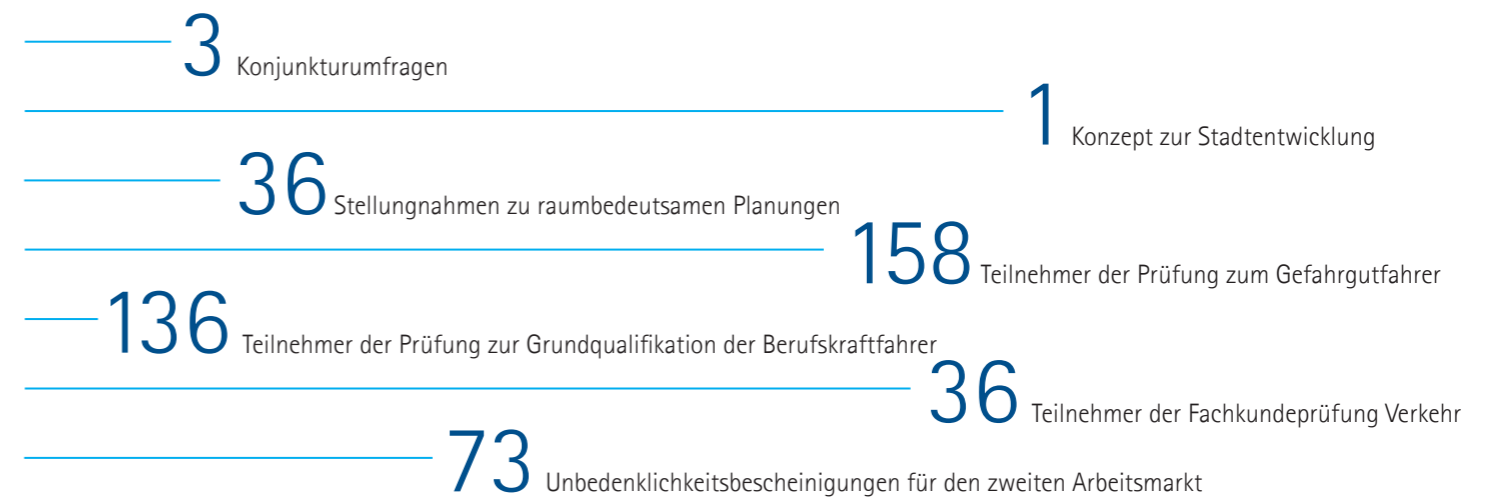 3 Konjunkturumfragen
1 Konzept zur Stadtentwicklung
36 Stellungnahmen zu raumbedeutsamen Planungen
158 Teilnehmer der Prüfung zum Gefahrgutfahrer
136 Teilnehmer der Prüfung zur Grundqualifikation der Berufskraftfahrer
36 Teilnehmer der Fachkundeprüfung Verkehr
73 Unbedenklichkeitsbescheinigungen für den zweiten Arbeitsmarkt